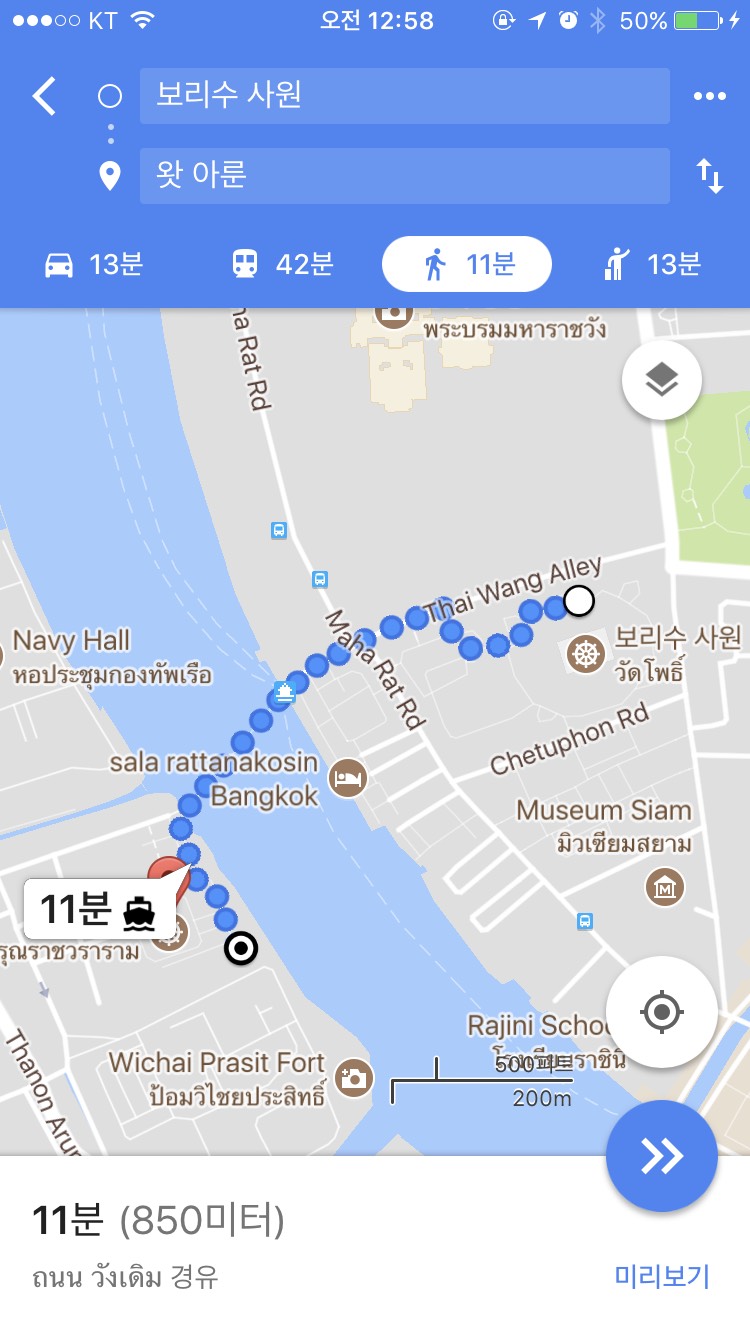 KT 오전 12:58 50%
보리수 사원
왓 아룬
13분 42분 11분 13분
พระบรมมหาราชวัง
ha Rat Rd
Thai Wang Alley
Maha Rat Rd
Navy Hall
หอประชุมกองทัพเรือ
보리수 사원
วัดโพธิ์
Chetuphon Rd
sala rattanakosin
Bangkok
Museum Siam
มิวเซียมสยาม
11분
รุณราชวราราม
Rajini Schoo
โรงเรียนราชินี
500피트
200m
Wichai Prasit Fort
ป้อมวิไชยประสิทธิ์
Thanon Arun
11분 (850미터)
ถนน วังเดิม 경유
미리보기